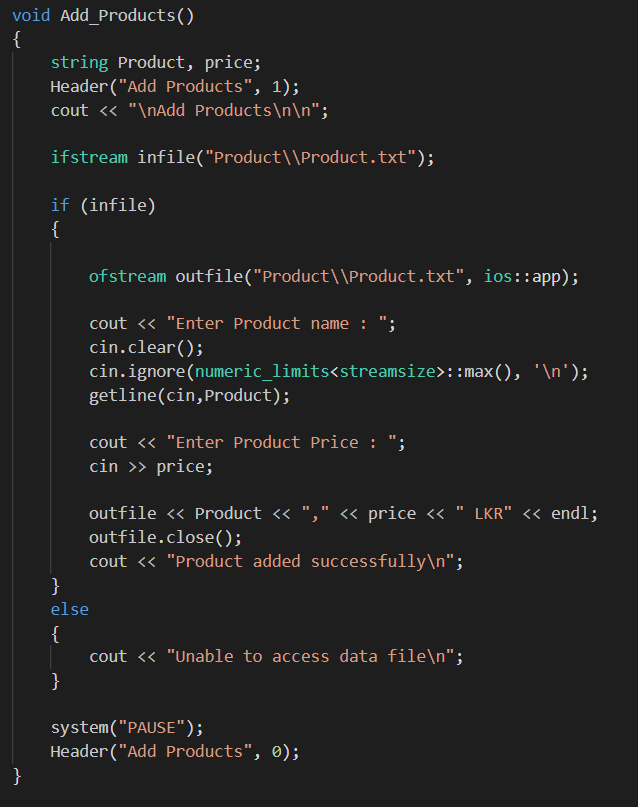 void Add_Products()
{
    string Product, price;
    Header("Add Products", 1);
    cout << "\nAdd Products\n\n";

    ifstream infile("Product\\Product.txt");

    if (infile)
    {

        ofstream outfile("Product\\Product.txt", ios::app);

        cout << "Enter Product name : ";
        cin.clear();
        cin.ignore(numeric_limits<streamsize>::max(), '\n');
        getline(cin,Product);

        cout << "Enter Product Price : ";
        cin >> price;

        outfile << Product << "," << price << " LKR" << endl;
        outfile.close();
        cout << "Product added successfully\n";
    }
    else
    {
        cout << "Unable to access data file\n";
    }

    system("PAUSE");
    Header("Add Products", 0);
}